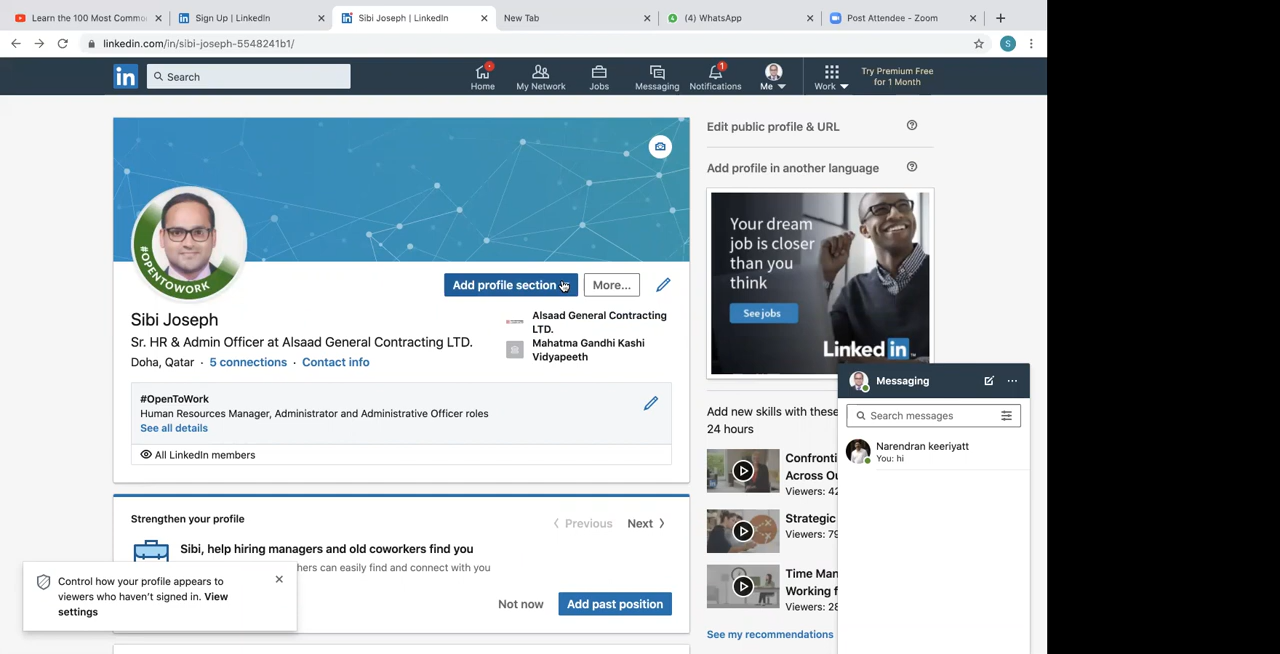 Learn the 100 Most Commo
Sign Up | LinkedIn
Sibi Joseph | LinkedIn
New Tab
(4) WhatsApp
Post Attendee - Zoom
linkedin.com/in/sibi-joseph-5548241b1/
S
in
Search
Home
My Network
Jobs
Messaging
1
Notifications
Me
Work
Try Premium Free
for 1 Month
#OPENTOWORK
Add profile section
More...
Sibi Joseph
Sr. HR & Admin Officer at Alsaad General Contracting LTD.
Doha, Qatar · 5 connections · Contact info
Alsaad General Contracting
LTD.
Mahatma Gandhi Kashi
Vidyapeeth
#OpenToWork
Human Resources Manager, Administrator and Administrative Officer roles
See all details
All LinkedIn members
Strengthen your profile
Previous
Next
Sibi, help hiring managers and old coworkers find you
hers can easily find and connect with you
Not now
Add past position
Control how your profile appears to
viewers who haven't signed in. View
settings
Edit public profile & URL
Add profile in another language
Your dream
job is closer
than you
think
See jobs
Linked in
Add new skills with these
24 hours
Confronti
Across Ou
Viewers: 42
Strategic
Viewers: 79
Time Man
Working f
Viewers: 28
See my recommendations
Messaging
Search messages
Narendran keeriyatt
You: hi